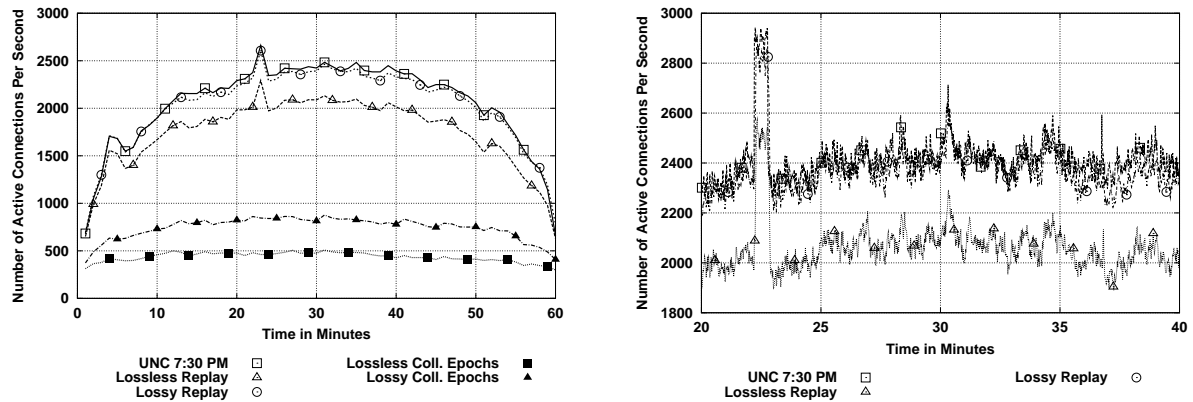 Number of Active Connections Per Second
3000
2500
2000
1500
1000
500
0
0 10 20 30 40 50 60
Time in Minutes
UNC 7:30 PM
Lossless Replay
Lossy Replay
Lossless Coll. Epochs
Lossy Coll. Epochs
Number of Active Connections Per Second
3000
2800
2600
2400
2200
2000
1800
20 25 30 35 40
Time in Minutes
UNC 7:30 PM
Lossless Replay
Lossy Replay